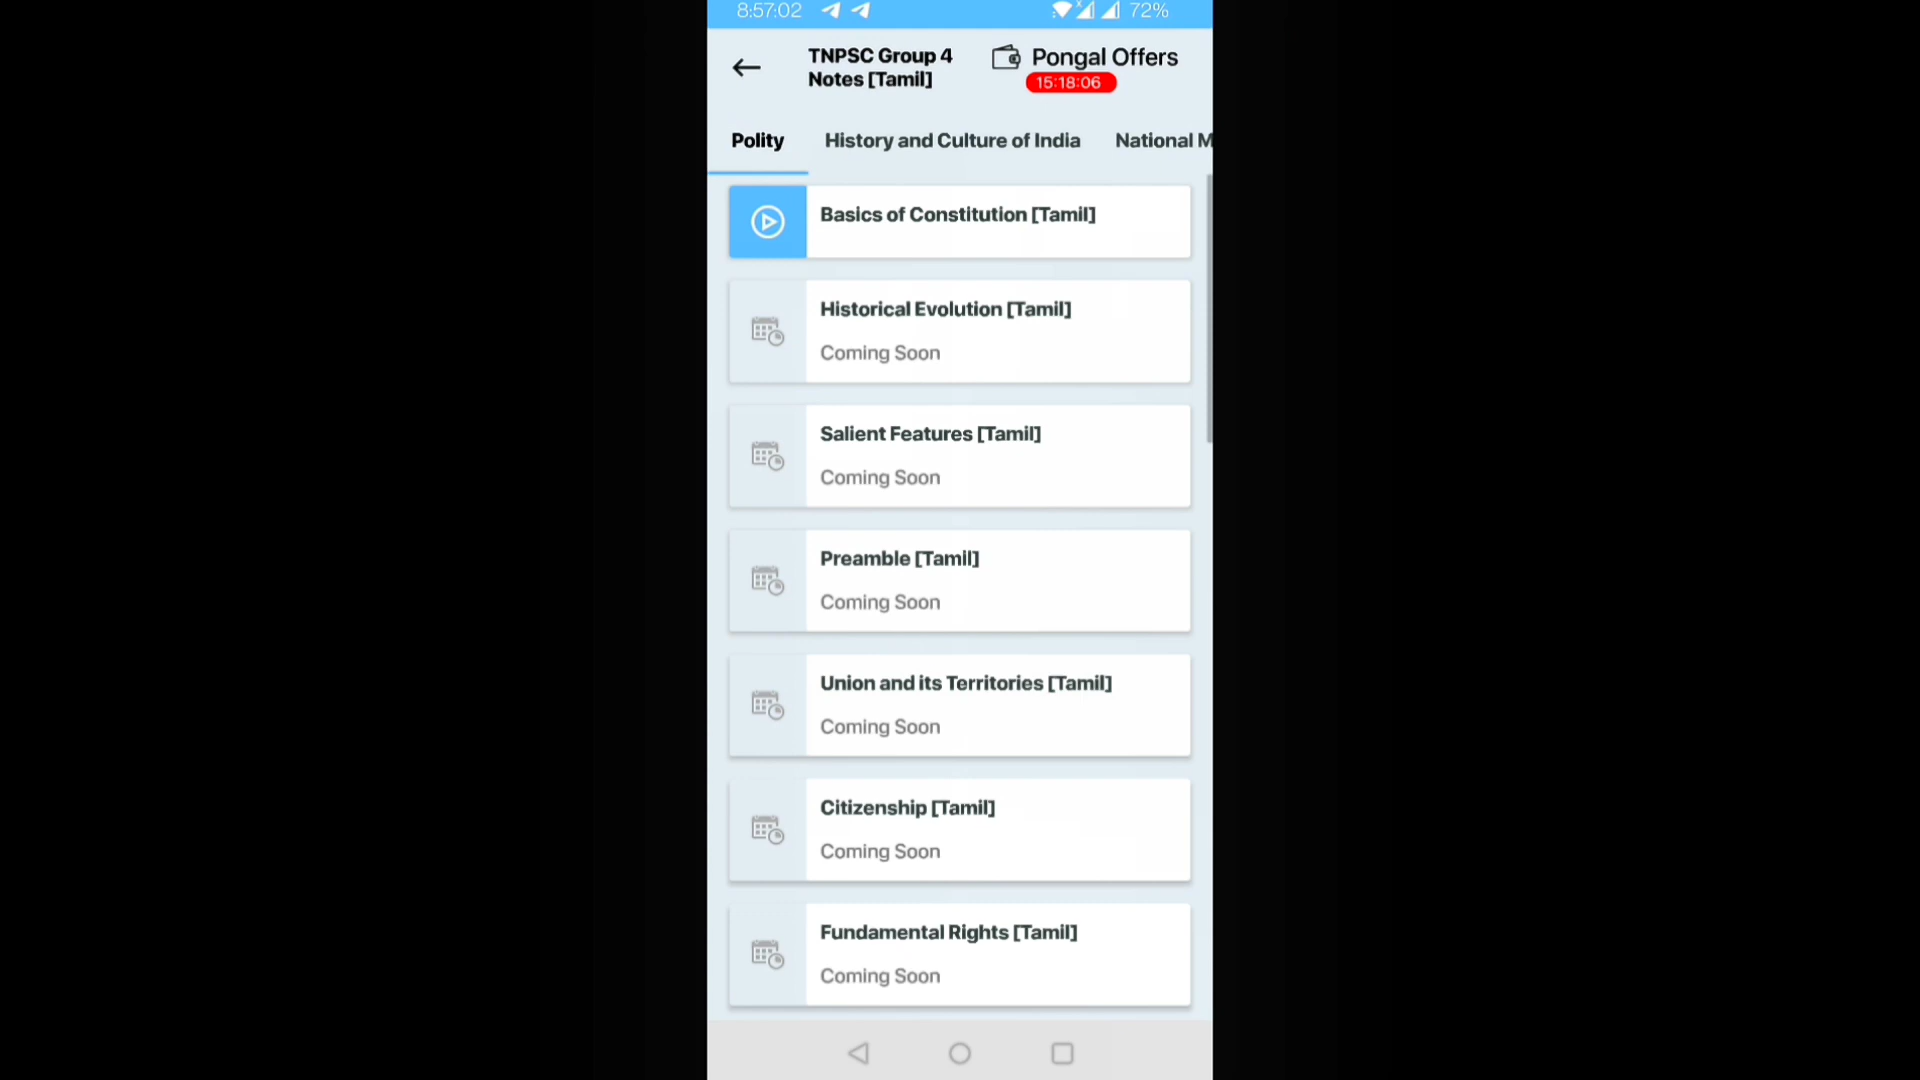 8:57:02 72%
TNPSC Group 4
Notes [Tamil]
Pongal Offers
15:18:06
Polity History and Culture of India National M
Basics of Constitution [Tamil]
Historical Evolution [Tamil]
Coming Soon
Salient Features [Tamil]
Coming Soon
Preamble [Tamil]
Coming Soon
Union and its Territories [Tamil]
Coming Soon
Citizenship [Tamil]
Coming Soon
Fundamental Rights [Tamil]
Coming Soon